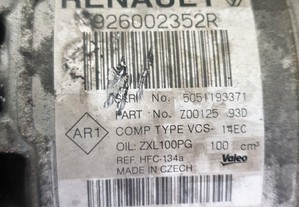 RENAULT
926002352R
SERI No. 5051193371
PART No. Z00125 93D
AR1
COMP TYPE VCS- 14EC
OIL: ZXL100PG 100 cm³
REF. HFC-134a
Valeo
MADE IN CZECH